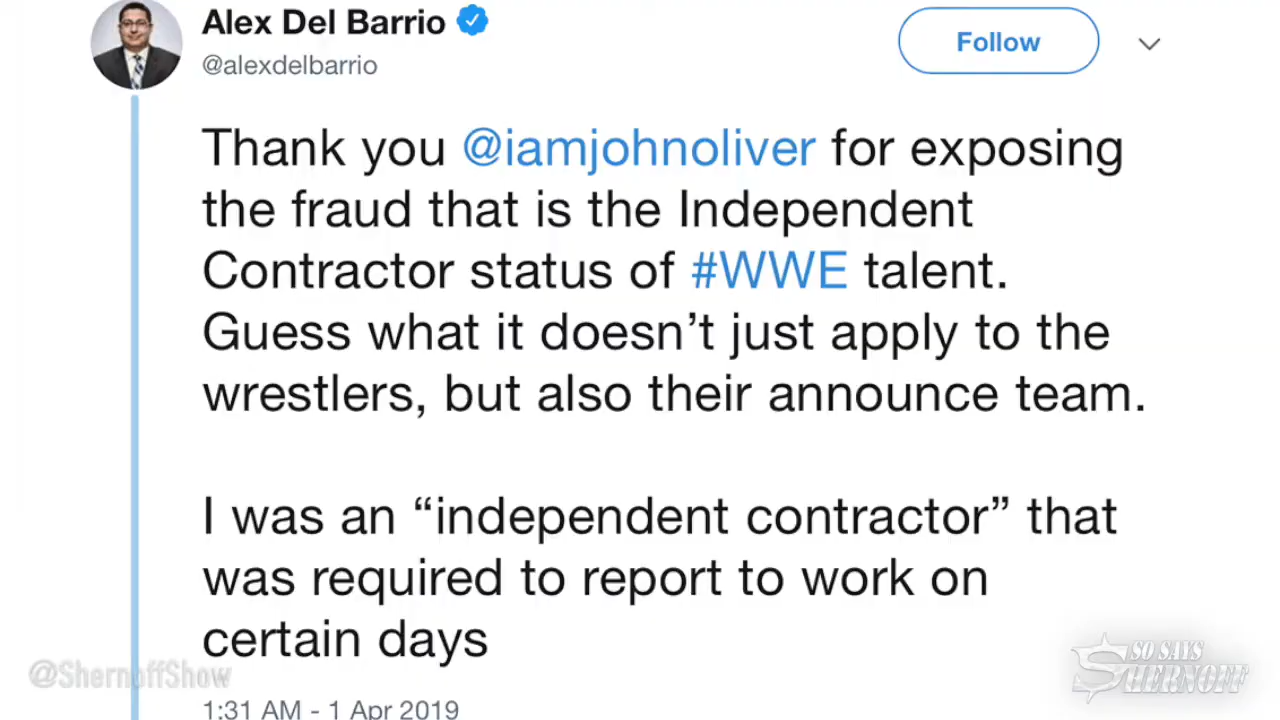 Alex Del Barrio
@alexdelbarrio
Follow
Thank you @iamjohnoliver for exposing
the fraud that is the Independent
Contractor status of #WWE talent.
Guess what it doesn’t just apply to the
wrestlers, but also their announce team.
I was an “independent contractor” that
was required to report to work on
certain days
@ShernoffShow
SO SAYS
SHERNOFF
1:31 AM - 1 Apr 2019